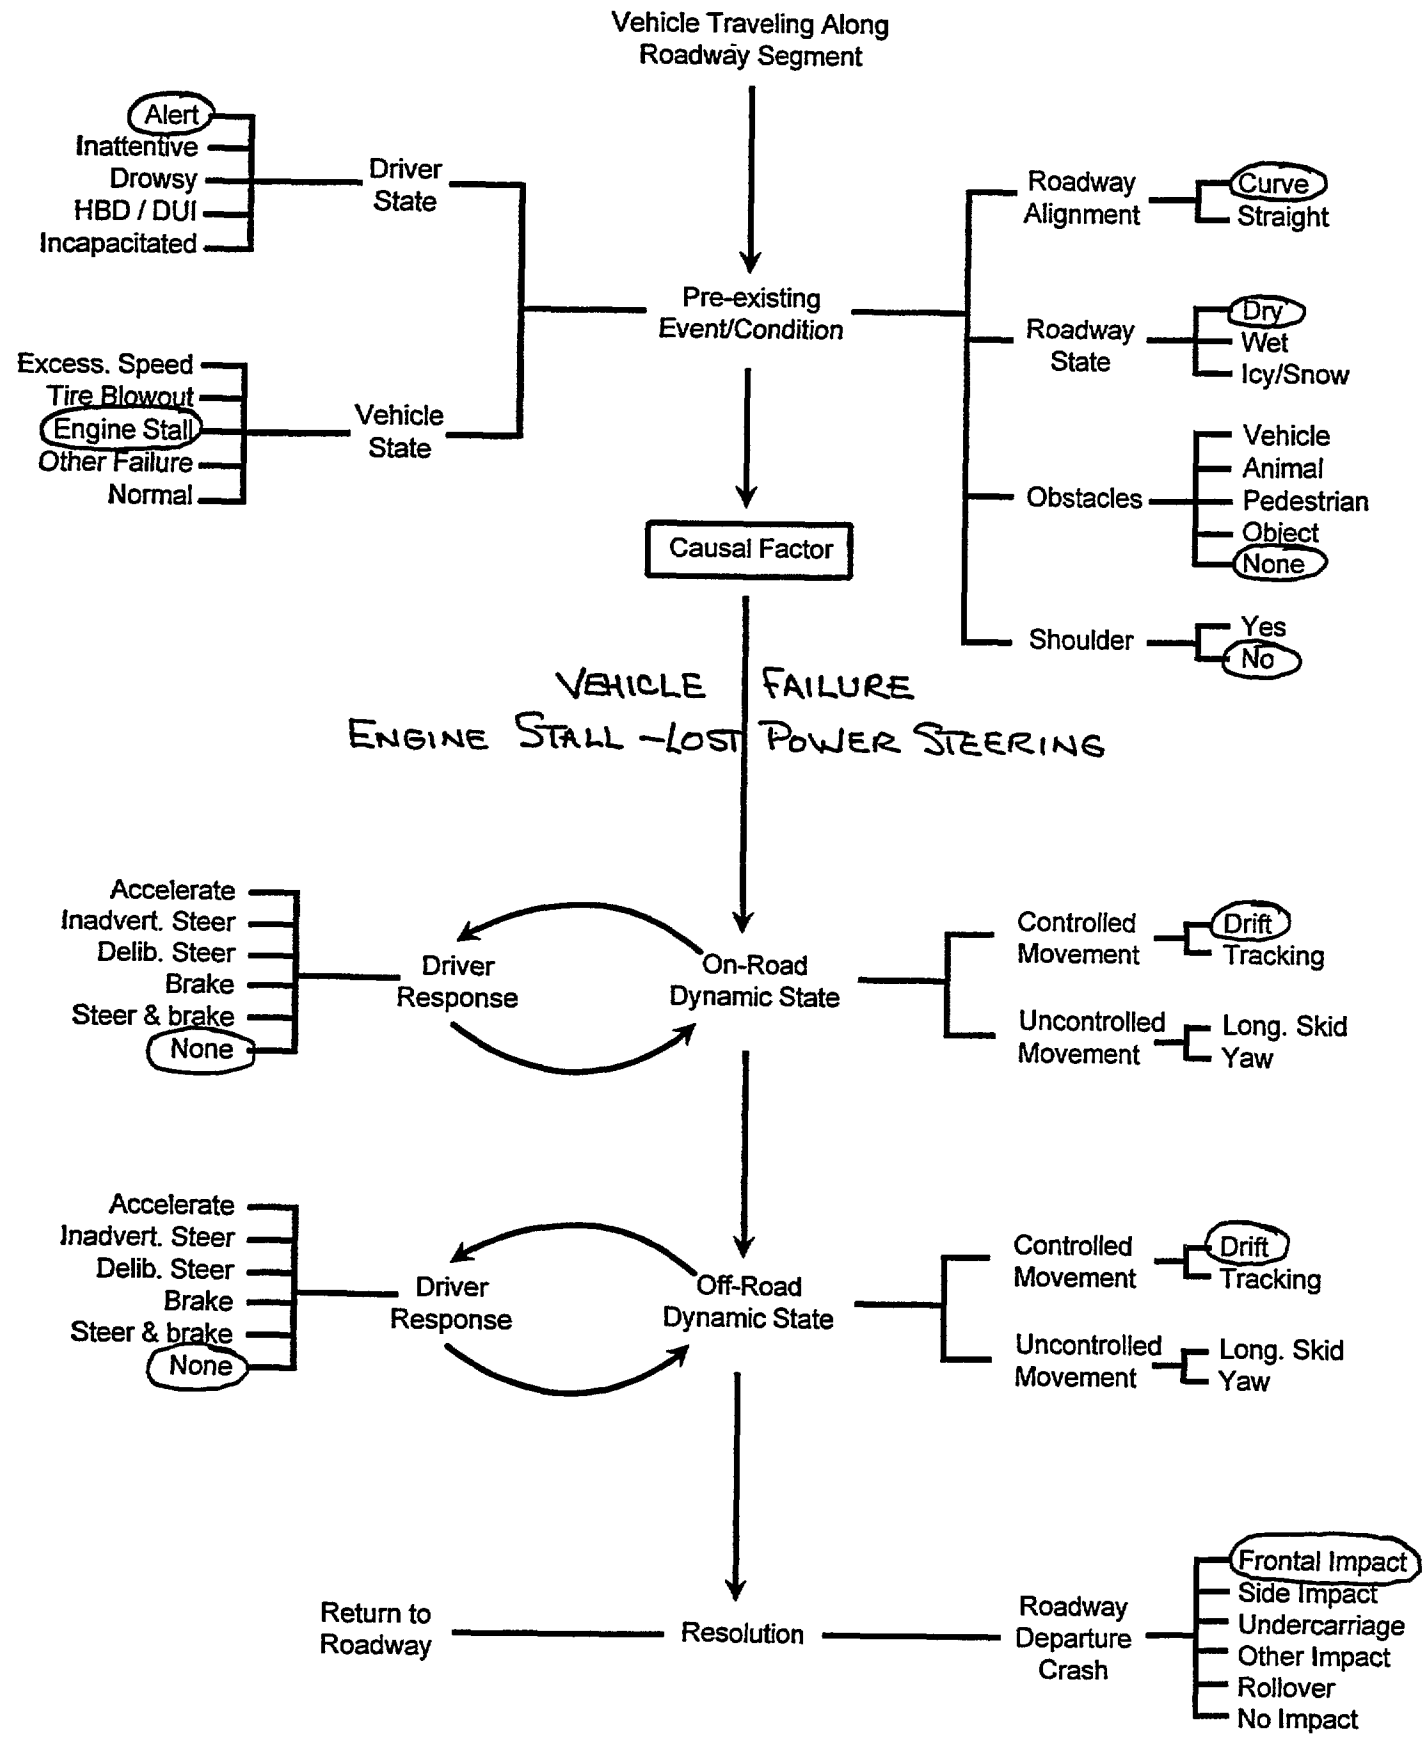 Vehicle Traveling Along
Roadway Segment
Alert
Inattentive
Drowsy
HBD / DUI
Incapacitated
Driver
State
Excess. Speed
Tire Blowout
Engine Stall
Other Failure
Normal
Vehicle
State
Pre-existing
Event/Condition
Roadway
Alignment
Curve
Straight
Roadway
State
Dry
Wet
Icy/Snow
Obstacles
Vehicle
Animal
Pedestrian
Object
None
Shoulder
Yes
No
Causal Factor
VEHICLE FAILURE
ENGINE STALL - LOST POWER STEERING
Accelerate
Inadvert. Steer
Delib. Steer
Brake
Steer & brake
None
Driver
Response
On-Road
Dynamic State
Controlled
Movement
Drift
Tracking
Uncontrolled
Movement
Long. Skid
Yaw
Accelerate
Inadvert. Steer
Delib. Steer
Brake
Steer & brake
None
Driver
Response
Off-Road
Dynamic State
Controlled
Movement
Drift
Tracking
Uncontrolled
Movement
Long. Skid
Yaw
Return to
Roadway
Resolution
Roadway
Departure
Crash
Frontal Impact
Side Impact
Undercarriage
Other Impact
Rollover
No Impact